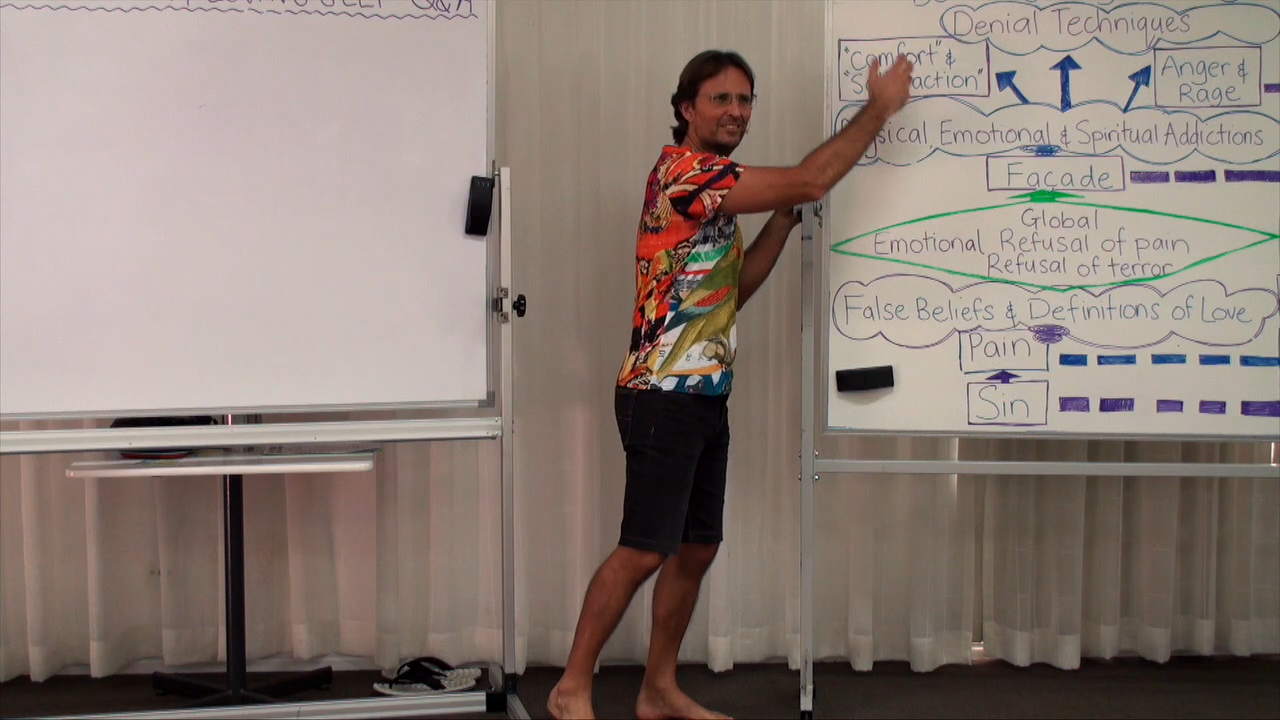 Q&A
Denial Techniques
"Comfort" &
Anger &
Rage
Emotional & Spiritual Addictions
Façade
Global
Emotional Refusal of pain
Refusal of terror
False Beliefs & Definitions of Love
Pain
Sin